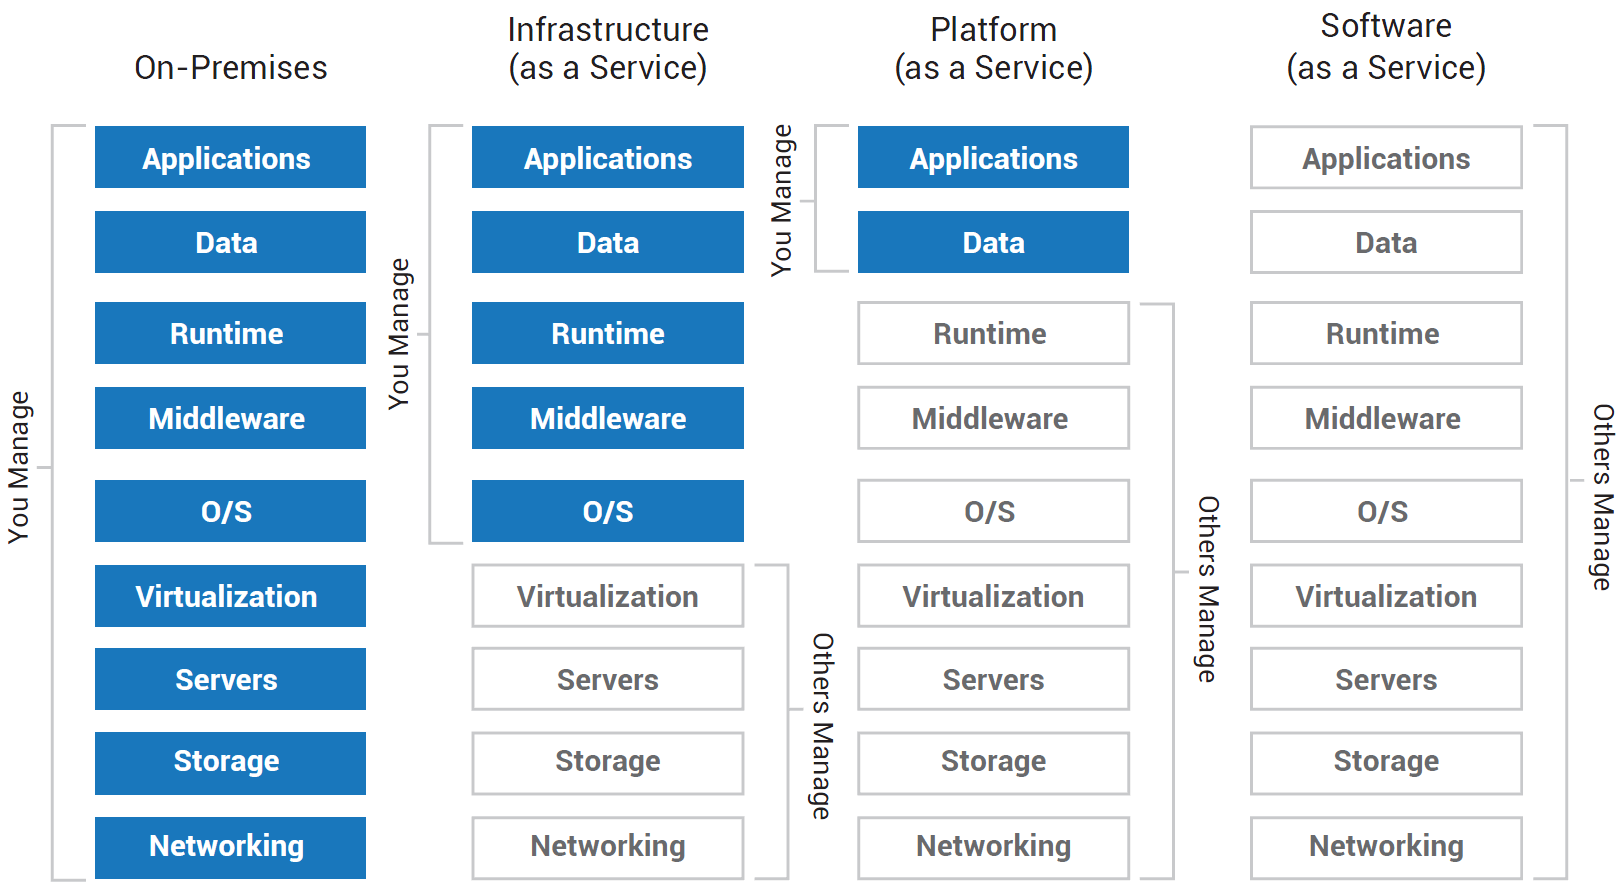 On-Premises
You Manage
Applications
Data
Runtime
Middleware
O/S
Virtualization
Servers
Storage
Networking
Infrastructure
(as a Service)
You Manage
Applications
Data
Runtime
Middleware
O/S
Virtualization
Servers
Storage
Networking
Others Manage
Platform
(as a Service)
You Manage
Applications
Data
Runtime
Middleware
O/S
Virtualization
Servers
Storage
Networking
Others Manage
Software
(as a Service)
Applications
Data
Runtime
Middleware
O/S
Virtualization
Servers
Storage
Networking
Others Manage